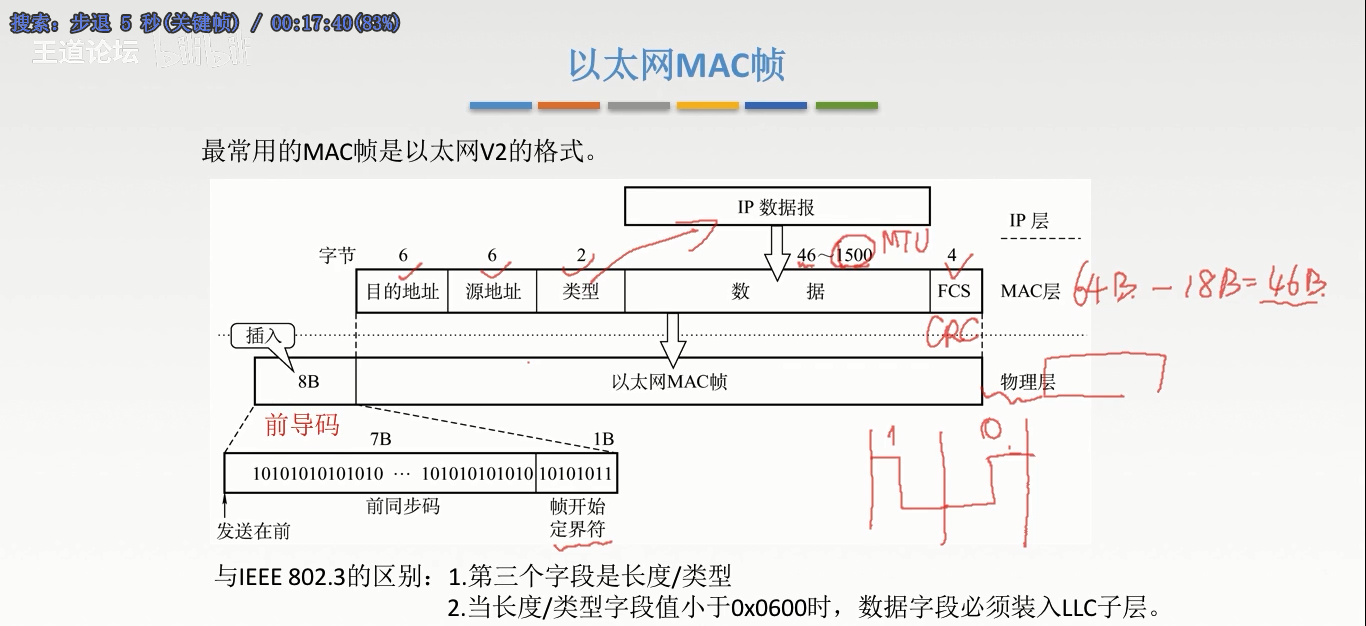 搜索: 步退 5 秒(关键帧) / 00:17:40(83%)
王道论坛 bilibili
以太网MAC帧
最常用的MAC帧是以太网V2的格式。
IP 数据报
IP 层
字节 6 6 2 46～1500 MTU 4
目的地址 源地址 类型 数 据 FCS MAC层 64B - 18B = 46B.
CRC
插入
8B 以太网MAC帧 物理层
前导码
1 0
7B 1B
10101010101010 … 101010101010 10101011
前同步码 帧开始
定界符
发送在前
与IEEE 802.3的区别：1.第三个字段是长度/类型
2.当长度/类型字段值小于0x0600时，数据字段必须装入LLC子层。